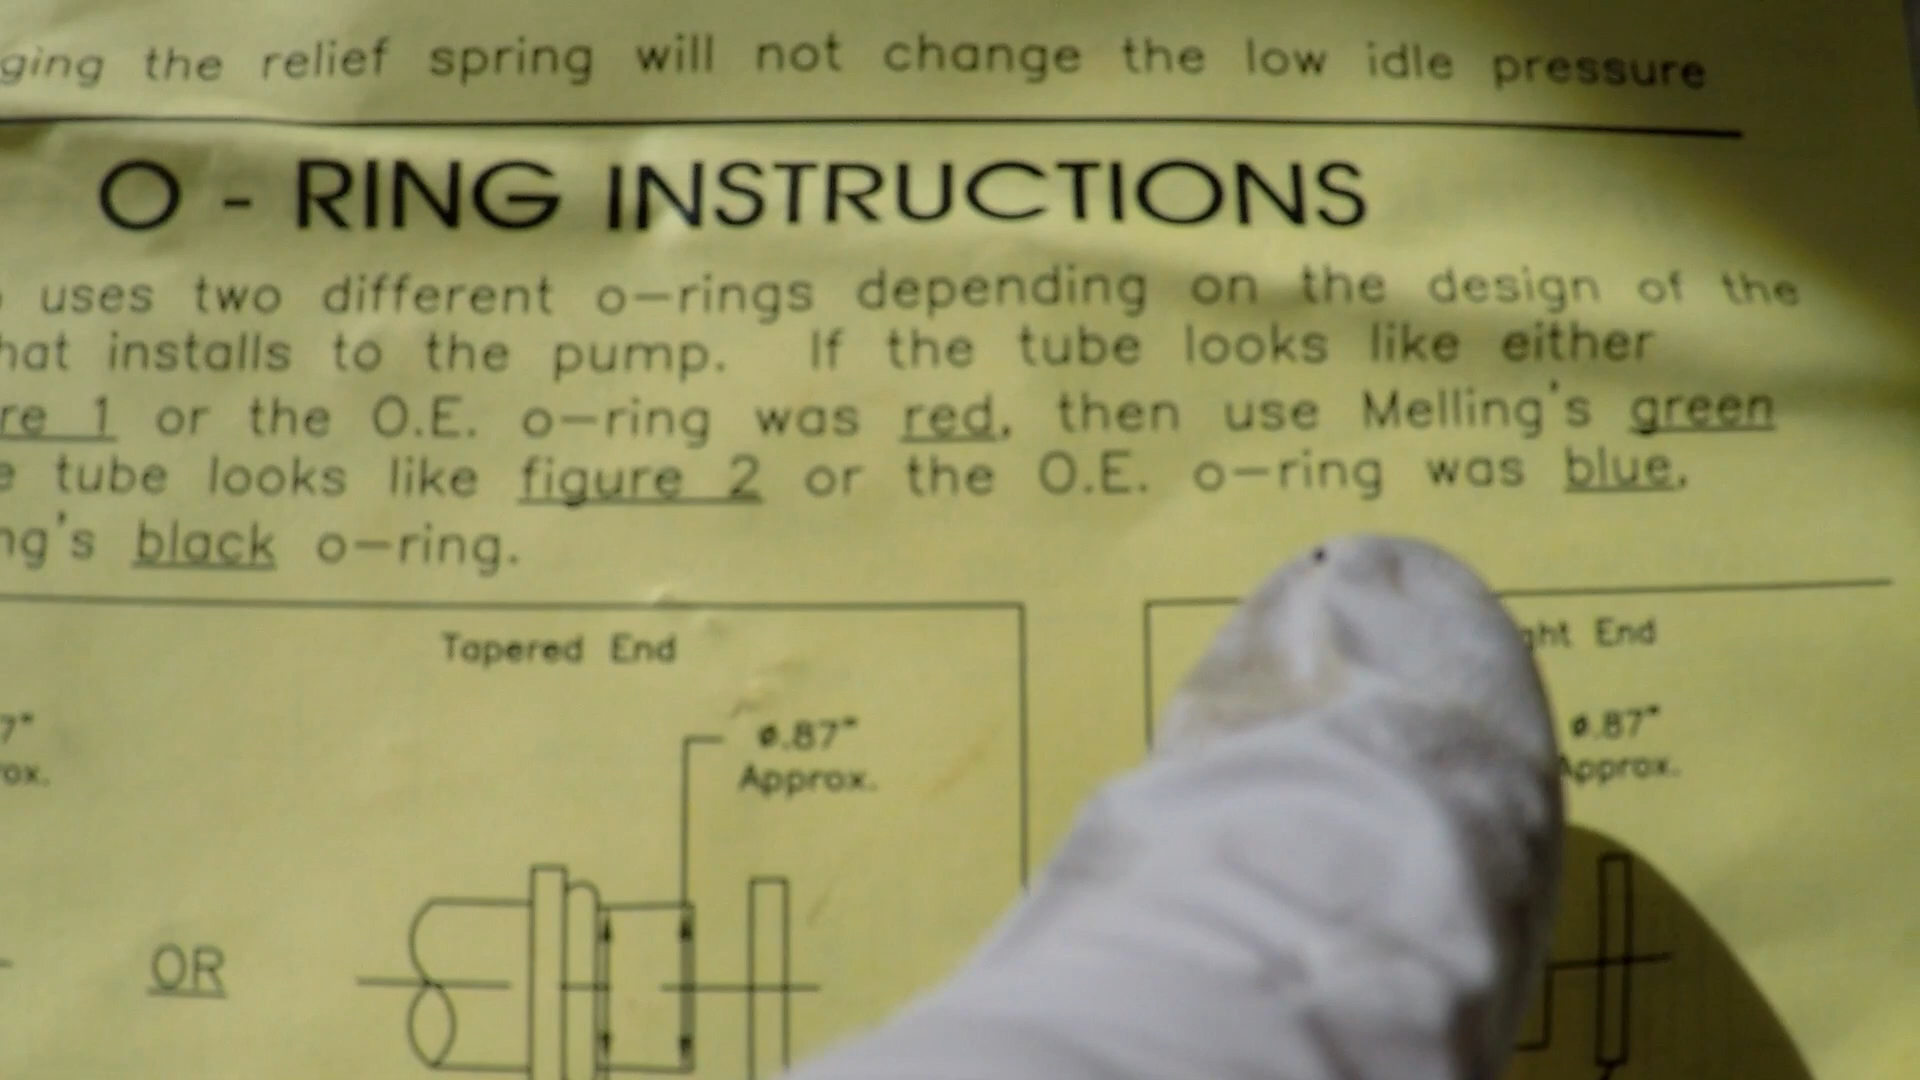 ging the relief spring will not change the low idle pressure
O - RING INSTRUCTIONS
uses two different o-rings depending on the design of the
hat installs to the pump. If the tube looks like either
re 1 or the O.E. o-ring was red, then use Melling's green
e tube looks like figure 2 or the O.E. o-ring was blue,
ng's black o-ring.
Tapered End
ght End
7"
ox.
ø.87"
Approx.
ø.87"
Approx.
OR